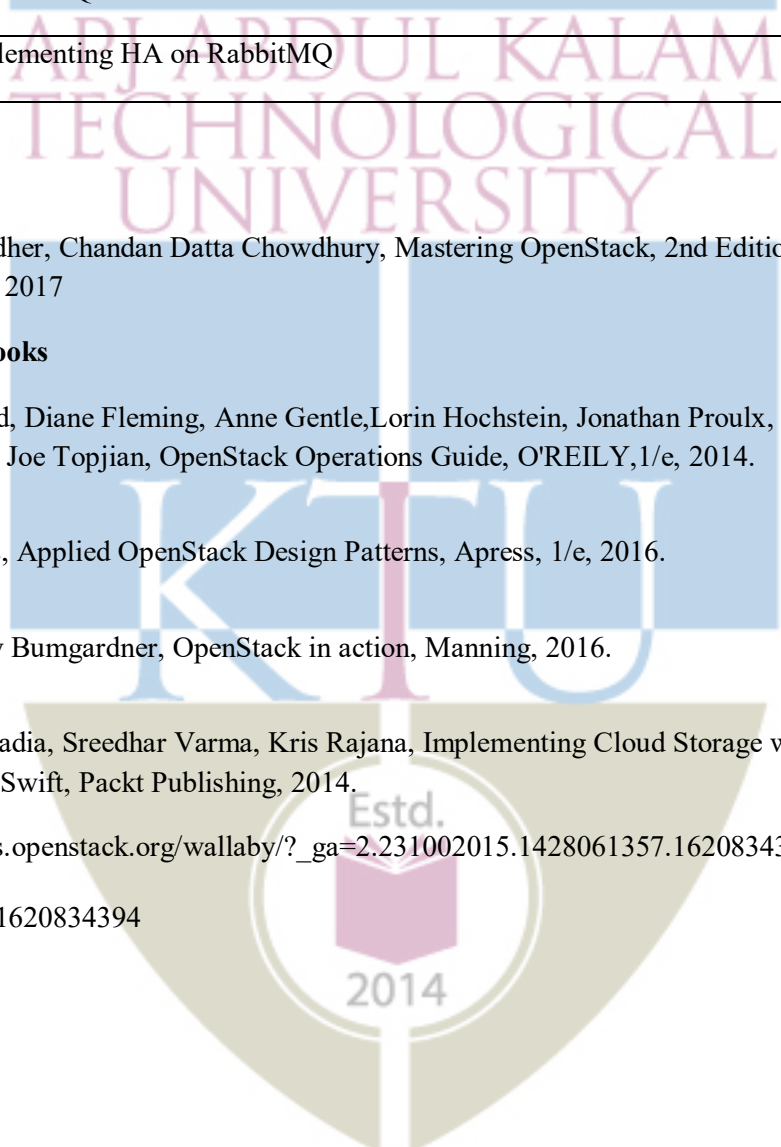 lementing HA on RabbitMQ
APJ ABDUL KALAM
TECHNOLOGICAL
UNIVERSITY
dher, Chandan Datta Chowdhury, Mastering OpenStack, 2nd Editio
2017
ooks
d, Diane Fleming, Anne Gentle,Lorin Hochstein, Jonathan Proulx,
Joe Topjian, OpenStack Operations Guide, O'REILY,1/e, 2014.
KTU
, Applied OpenStack Design Patterns, Apress, 1/e, 2016.
y Bumgardner, OpenStack in action, Manning, 2016.
adia, Sreedhar Varma, Kris Rajana, Implementing Cloud Storage w
Swift, Packt Publishing, 2014.
Estd.
s.openstack.org/wallaby/?_ga=2.231002015.1428061357.16208343
1620834394
2014